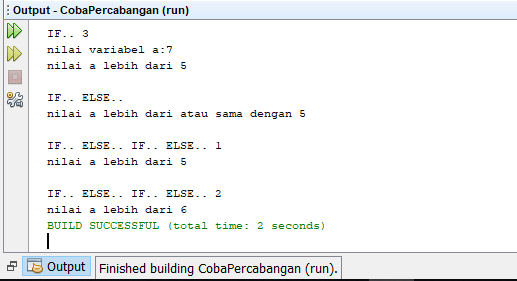 Output - CobaPercabangan (run)
IF.. 3
nilai variabel a:7
nilai a lebih dari 5
IF.. ELSE..
nilai a lebih dari atau sama dengan 5
IF.. ELSE.. IF.. ELSE.. 1
nilai a lebih dari 5
IF.. ELSE.. IF.. ELSE.. 2
nilai a lebih dari 6
BUILD SUCCESSFUL (total time: 2 seconds)
Output
Finished building CobaPercabangan (run).